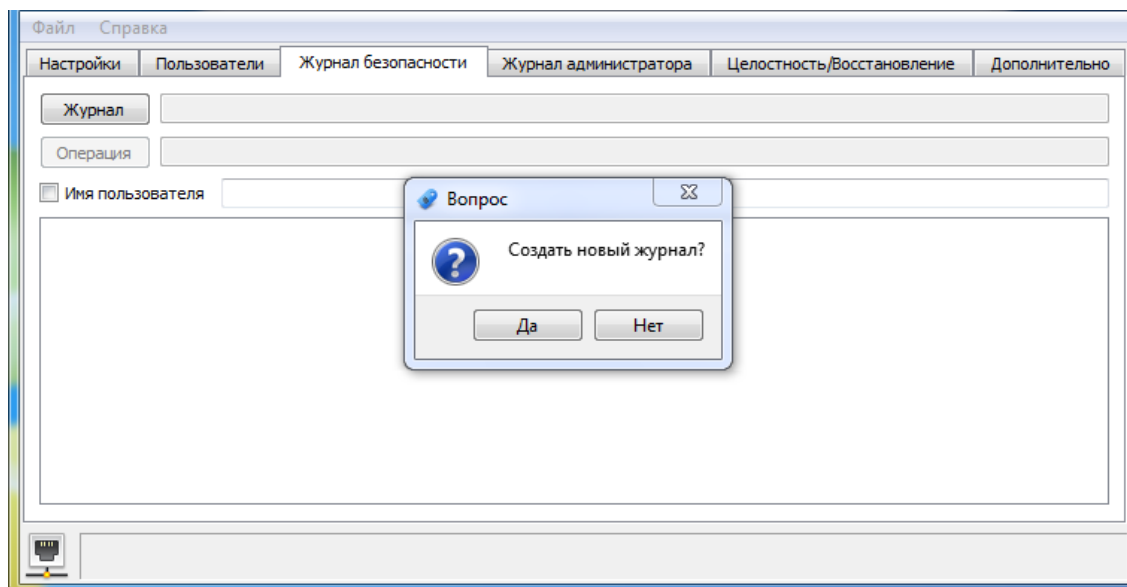 Файл Справка
Настройки Пользователи Журнал безопасности Журнал администратора Целостность/Восстановление Дополнительно
Журнал
Операция
Имя пользователя
Вопрос
Создать новый журнал?
Да Нет